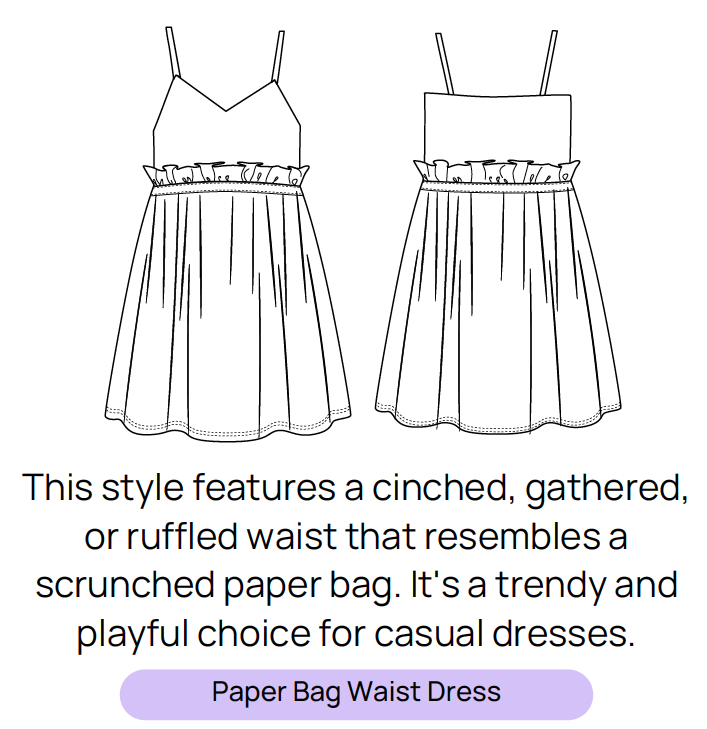 This style features a cinched, gathered,
or ruffled waist that resembles a
scrunched paper bag. It's a trendy and
playful choice for casual dresses.
Paper Bag Waist Dress